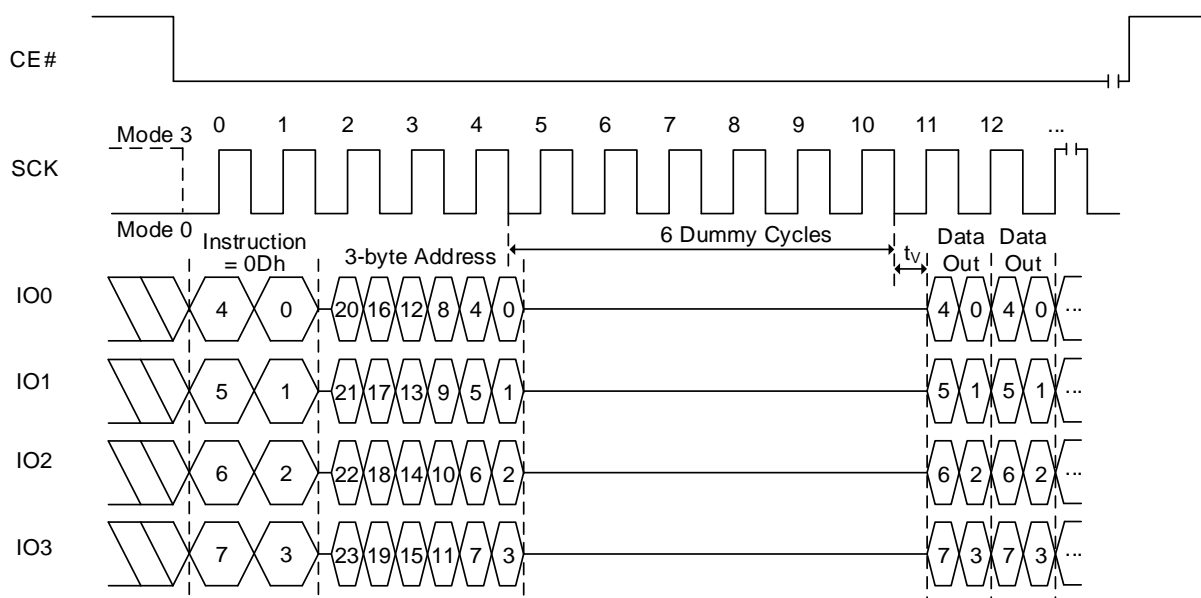 CE#
Mode 3 0 1 2 3 4 5 6 7 8 9 10 11 12 ...
SCK
Mode 0
Instruction
= 0Dh
3-byte Address
6 Dummy Cycles
tV
Data
Out
Data
Out
IO0 4 0 20 16 12 8 4 0 4 0 4 0 ...
IO1 5 1 21 17 13 9 5 1 5 1 5 1 ...
IO2 6 2 22 18 14 10 6 2 6 2 6 2 ...
IO3 7 3 23 19 15 11 7 3 7 3 7 3 ...